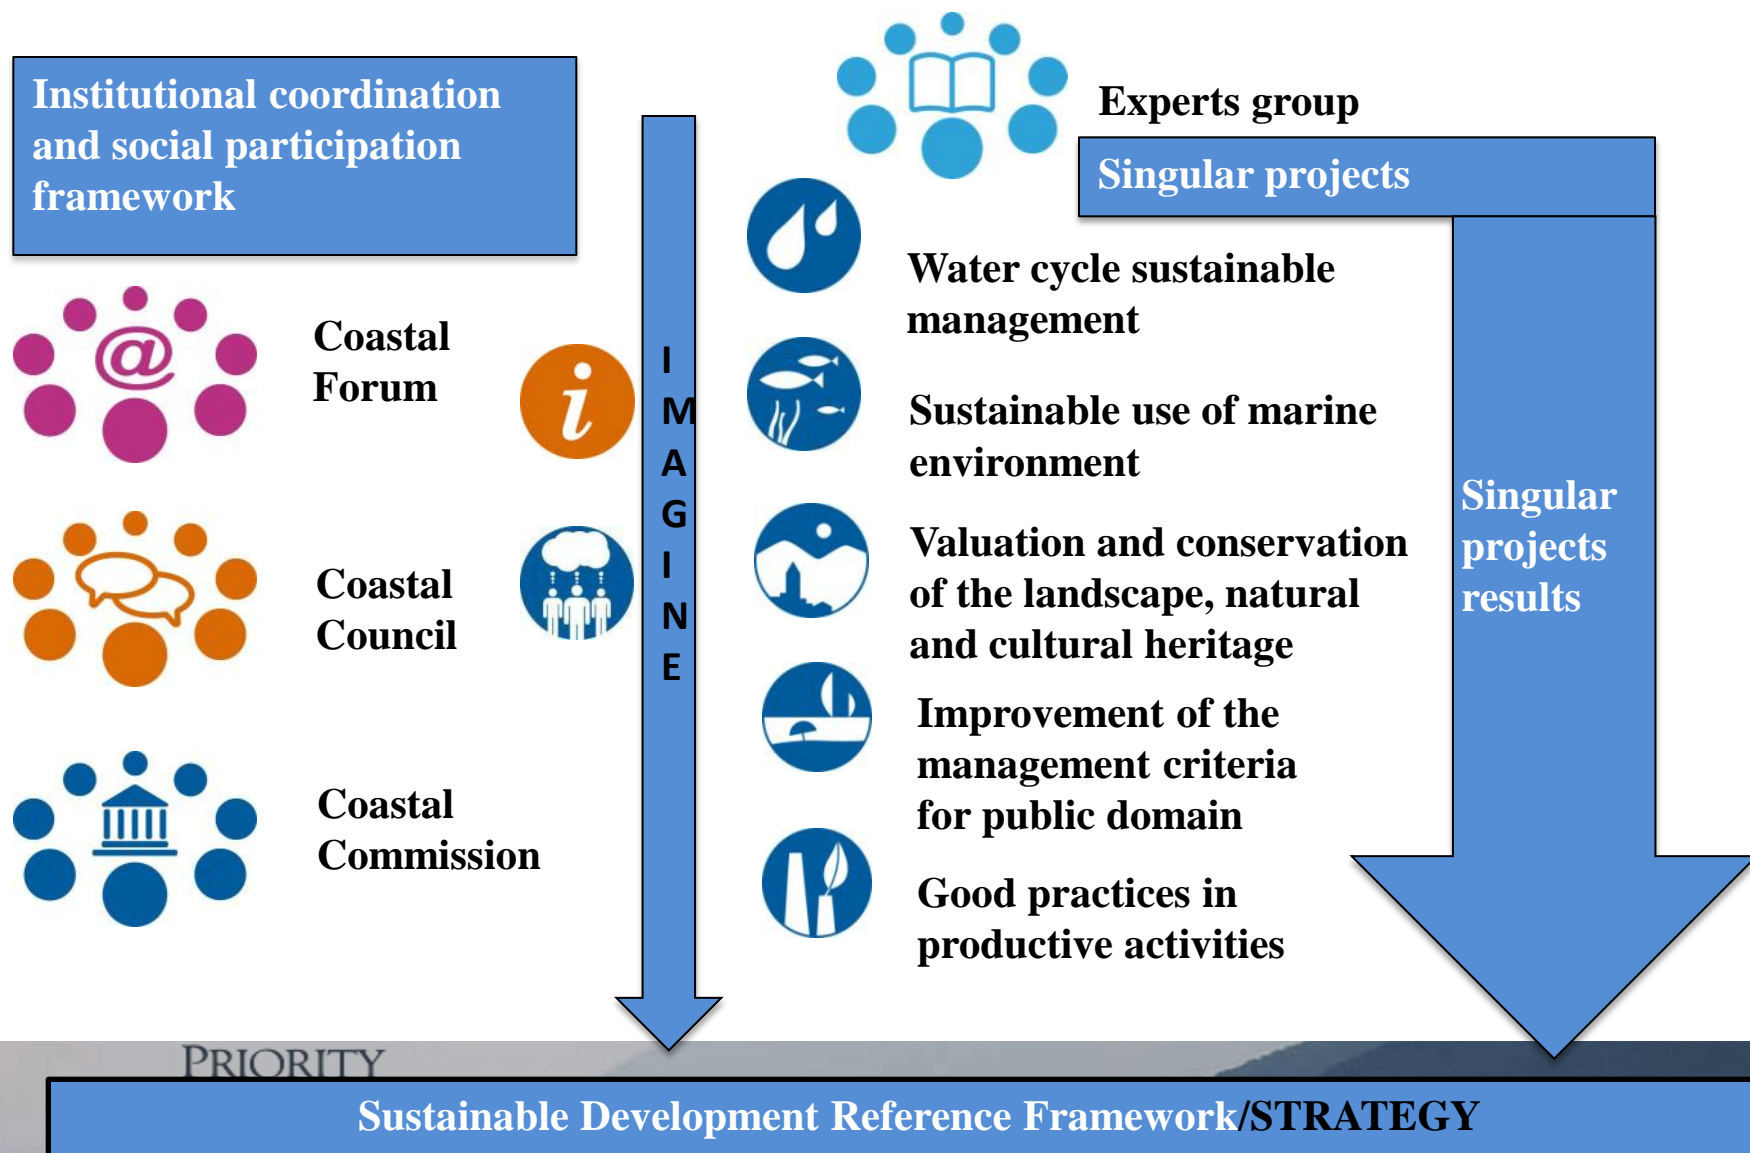 Institutional coordination
and social participation
framework
@
Coastal
Forum
i
Coastal
Council
Coastal
Commission
I
M
A
G
I
N
E
Experts group
Singular projects
Water cycle sustainable
management
Sustainable use of marine
environment
Valuation and conservation
of the landscape, natural
and cultural heritage
Improvement of the
management criteria
for public domain
Good practices in
productive activities
Singular
projects
results
PRIORITY
Sustainable Development Reference Framework/STRATEGY